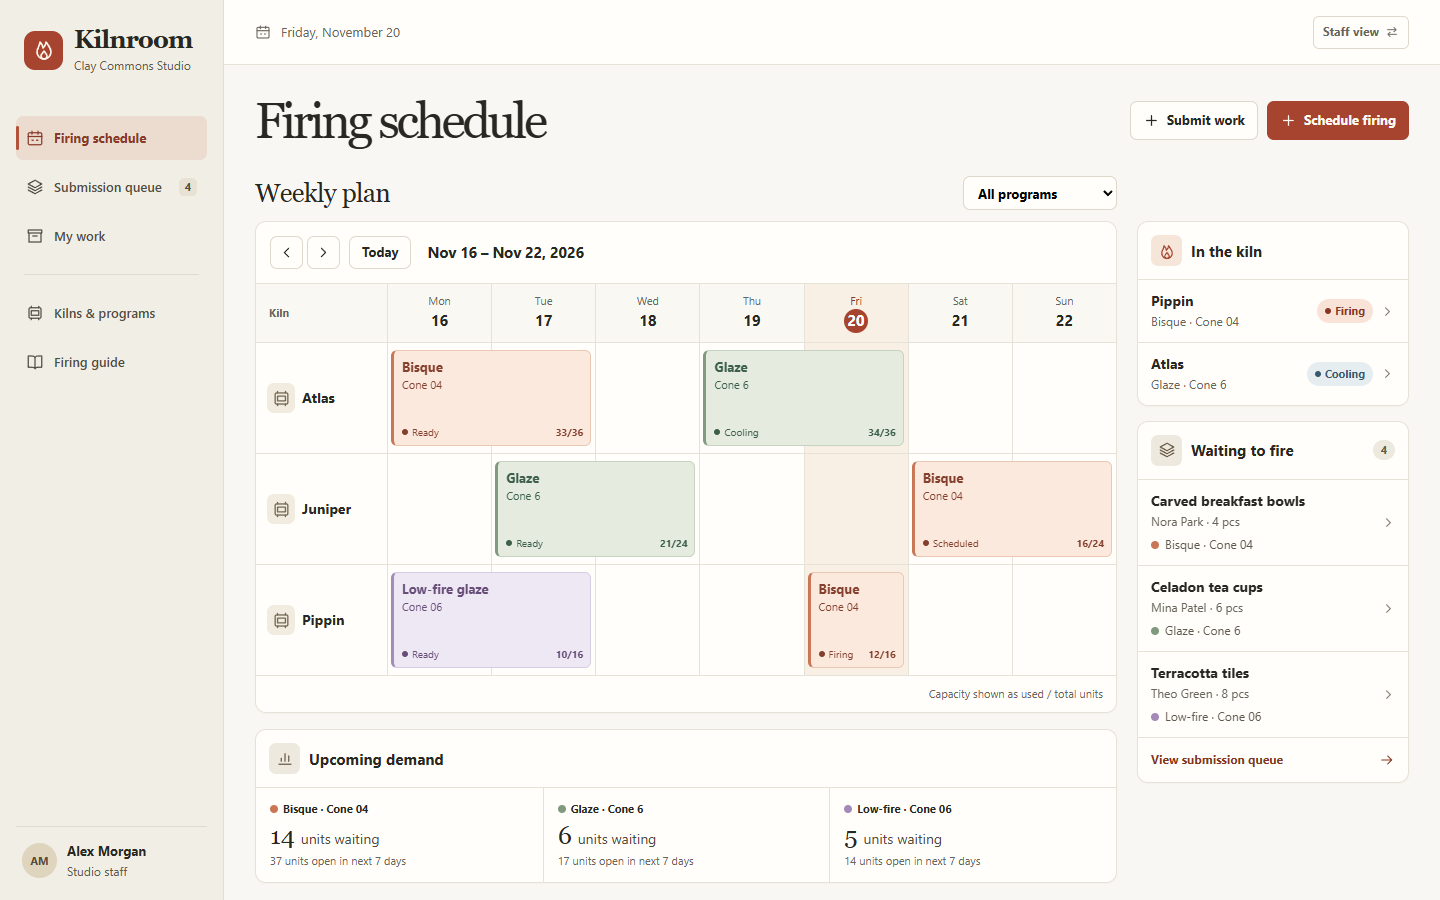 Kilnroom
Clay Commons Studio
Firing schedule
Submission queue 4
My work
Kilns & programs
Firing guide
AM
Alex Morgan
Studio staff
Friday, November 20
Staff view
Firing schedule
Submit work
Schedule firing
Weekly plan
All programs
Today
Nov 16 – Nov 22, 2026
Kiln
Mon 16
Tue 17
Wed 18
Thu 19
Fri 20
Sat 21
Sun 22
Atlas
Bisque
Cone 04
Ready 33/36
Glaze
Cone 6
Cooling 34/36
Juniper
Glaze
Cone 6
Ready 21/24
Bisque
Cone 04
Scheduled 16/24
Pippin
Low-fire glaze
Cone 06
Ready 10/16
Bisque
Cone 04
Firing 12/16
Capacity shown as used / total units
Upcoming demand
Bisque · Cone 04
14 units waiting
37 units open in next 7 days
Glaze · Cone 6
6 units waiting
17 units open in next 7 days
Low-fire · Cone 06
5 units waiting
14 units open in next 7 days
In the kiln
Pippin
Bisque · Cone 04
Firing
Atlas
Glaze · Cone 6
Cooling
Waiting to fire 4
Carved breakfast bowls
Nora Park · 4 pcs
Bisque · Cone 04
Celadon tea cups
Mina Patel · 6 pcs
Glaze · Cone 6
Terracotta tiles
Theo Green · 8 pcs
Low-fire · Cone 06
View submission queue